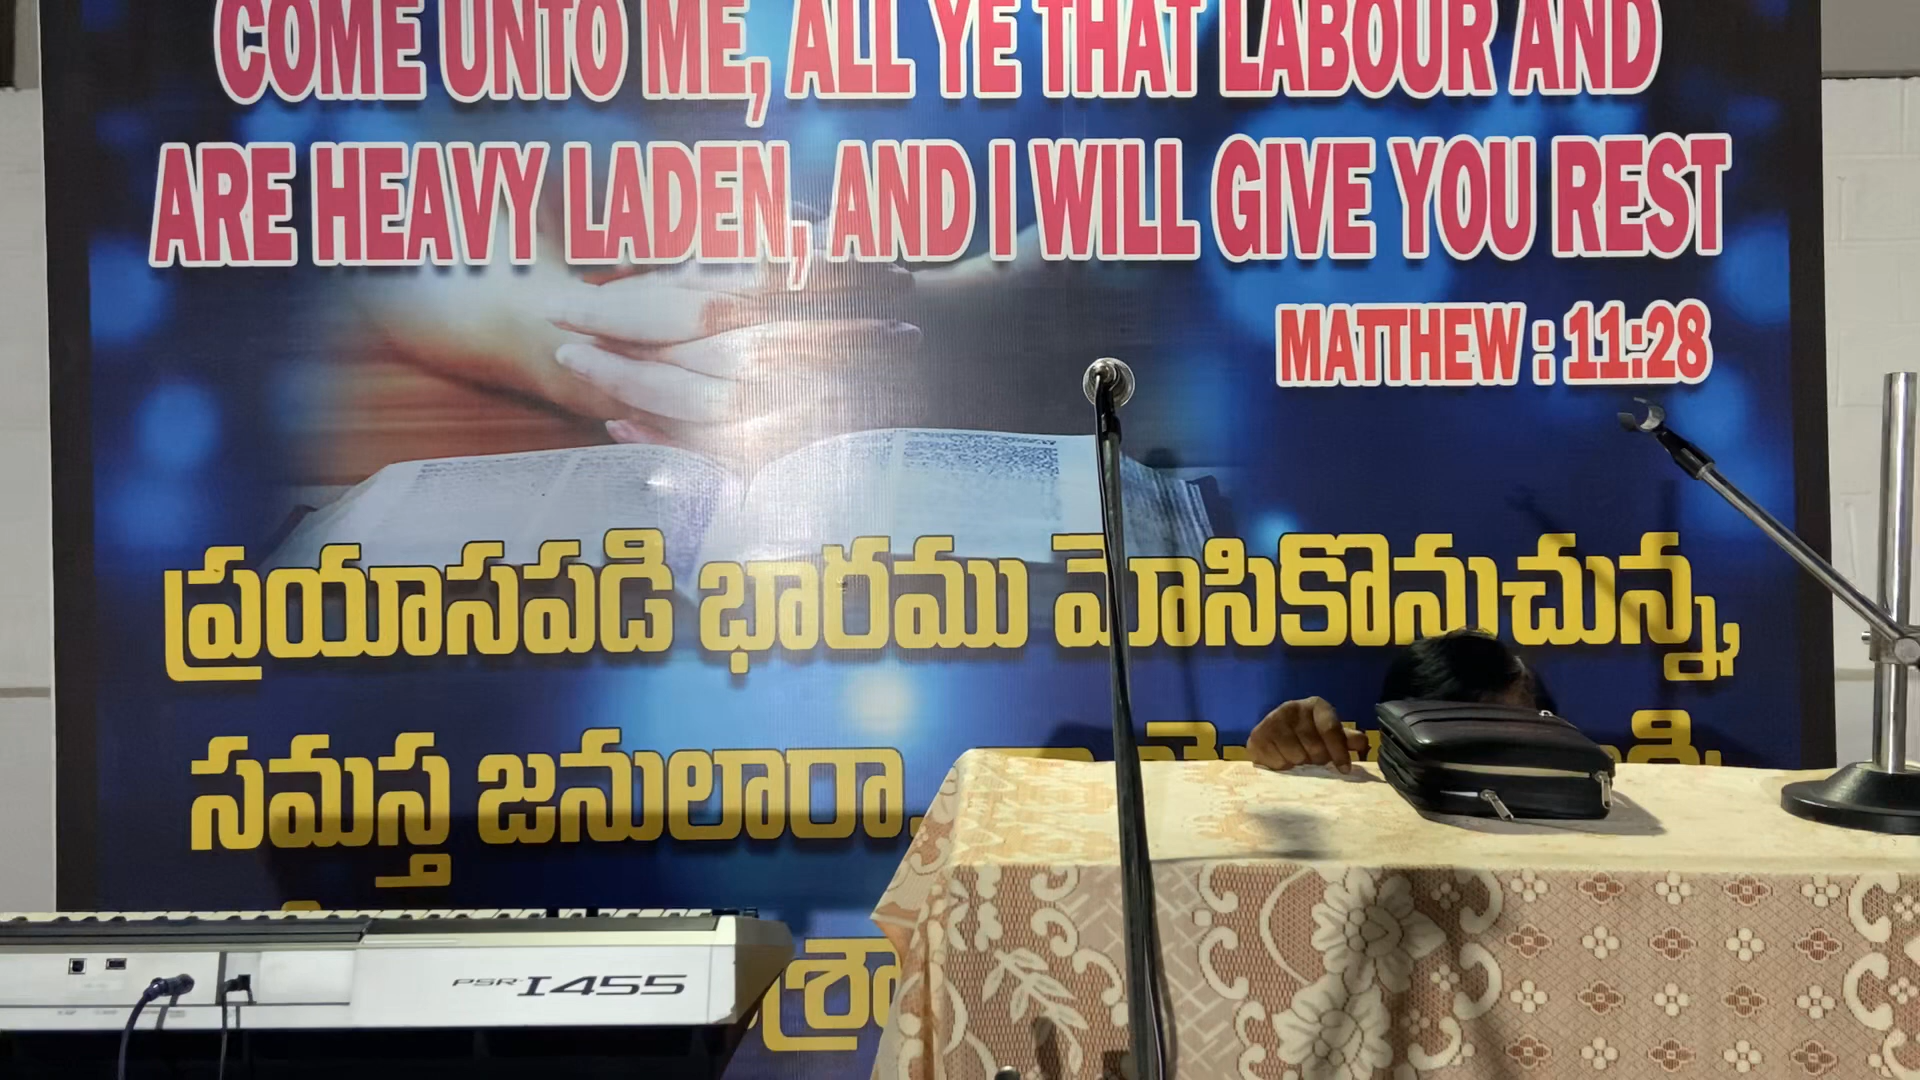 COME UNTO ME, ALL YE THAT LABOUR AND
ARE HEAVY LADEN, AND I WILL GIVE YOU REST
MATTHEW : 11:28
ప్రయాసపడి భారము మోసికొనుచున్న,
సమస్త జనులారా.
PSR-I455